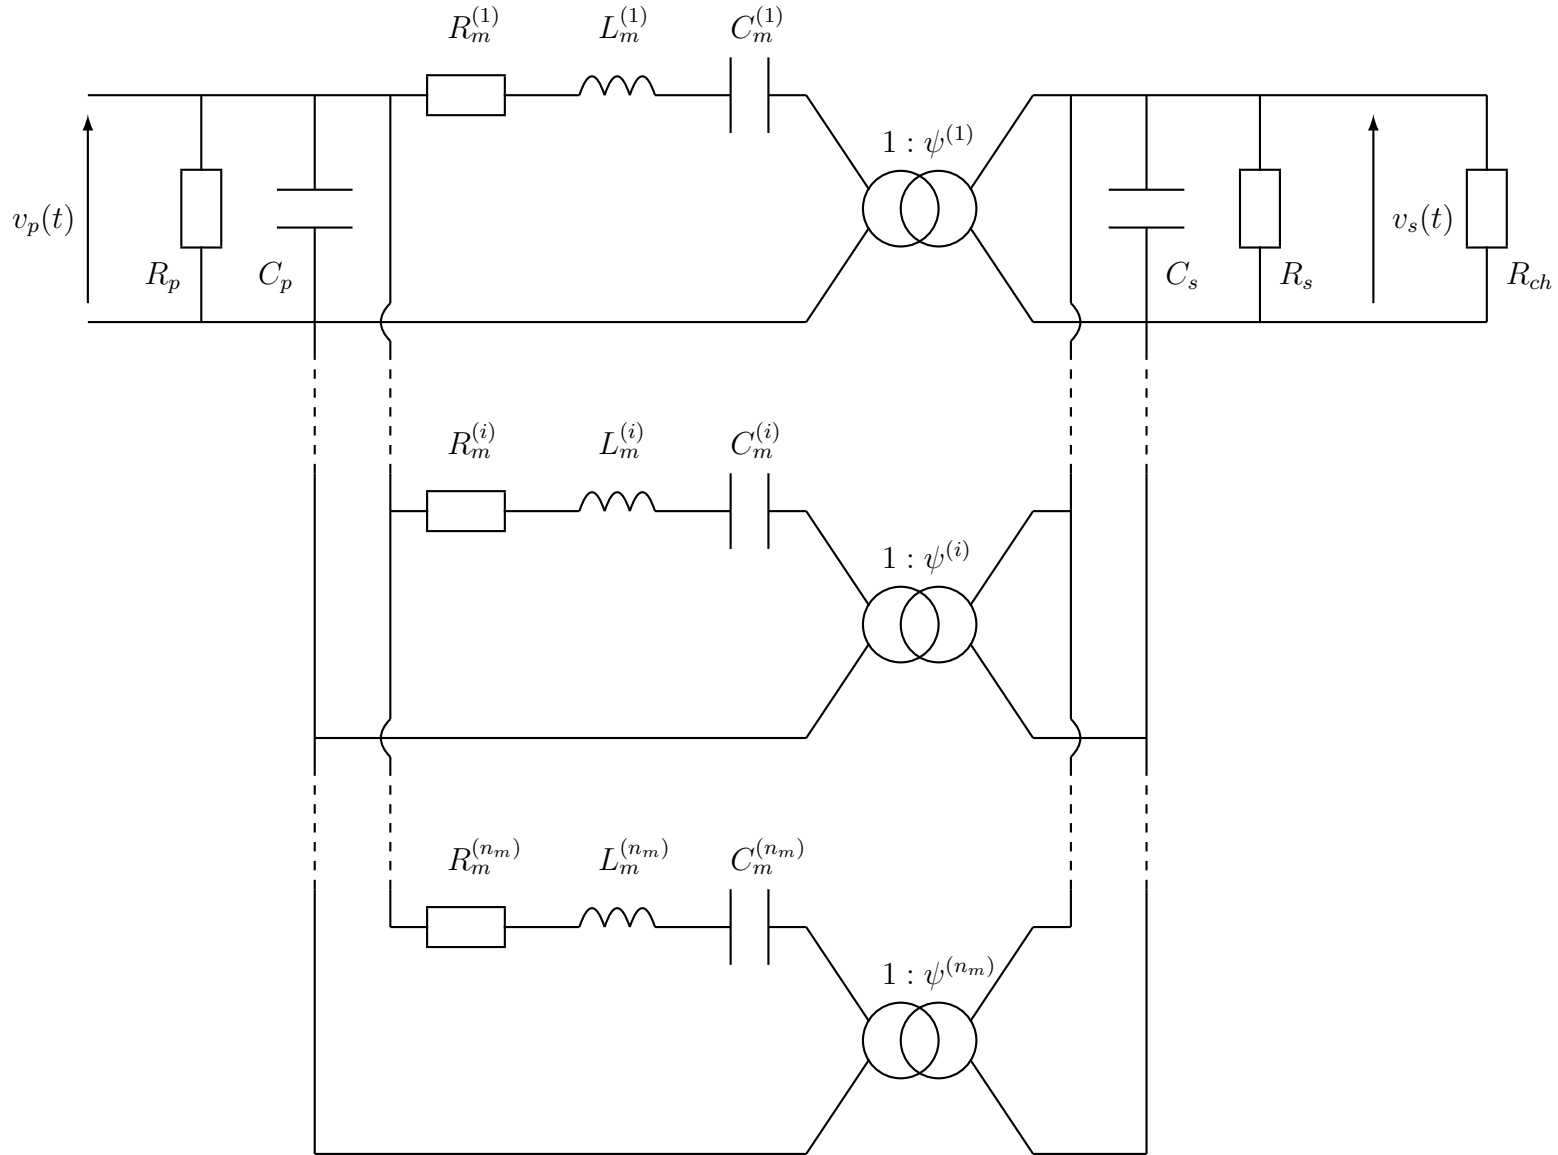 R_m^{(1)} L_m^{(1)} C_m^{(1)}
1 : ψ^{(1)}
v_p(t) R_p C_p C_s R_s v_s(t) R_{ch}
R_m^{(i)} L_m^{(i)} C_m^{(i)}
1 : ψ^{(i)}
R_m^{(n_m)} L_m^{(n_m)} C_m^{(n_m)}
1 : ψ^{(n_m)}